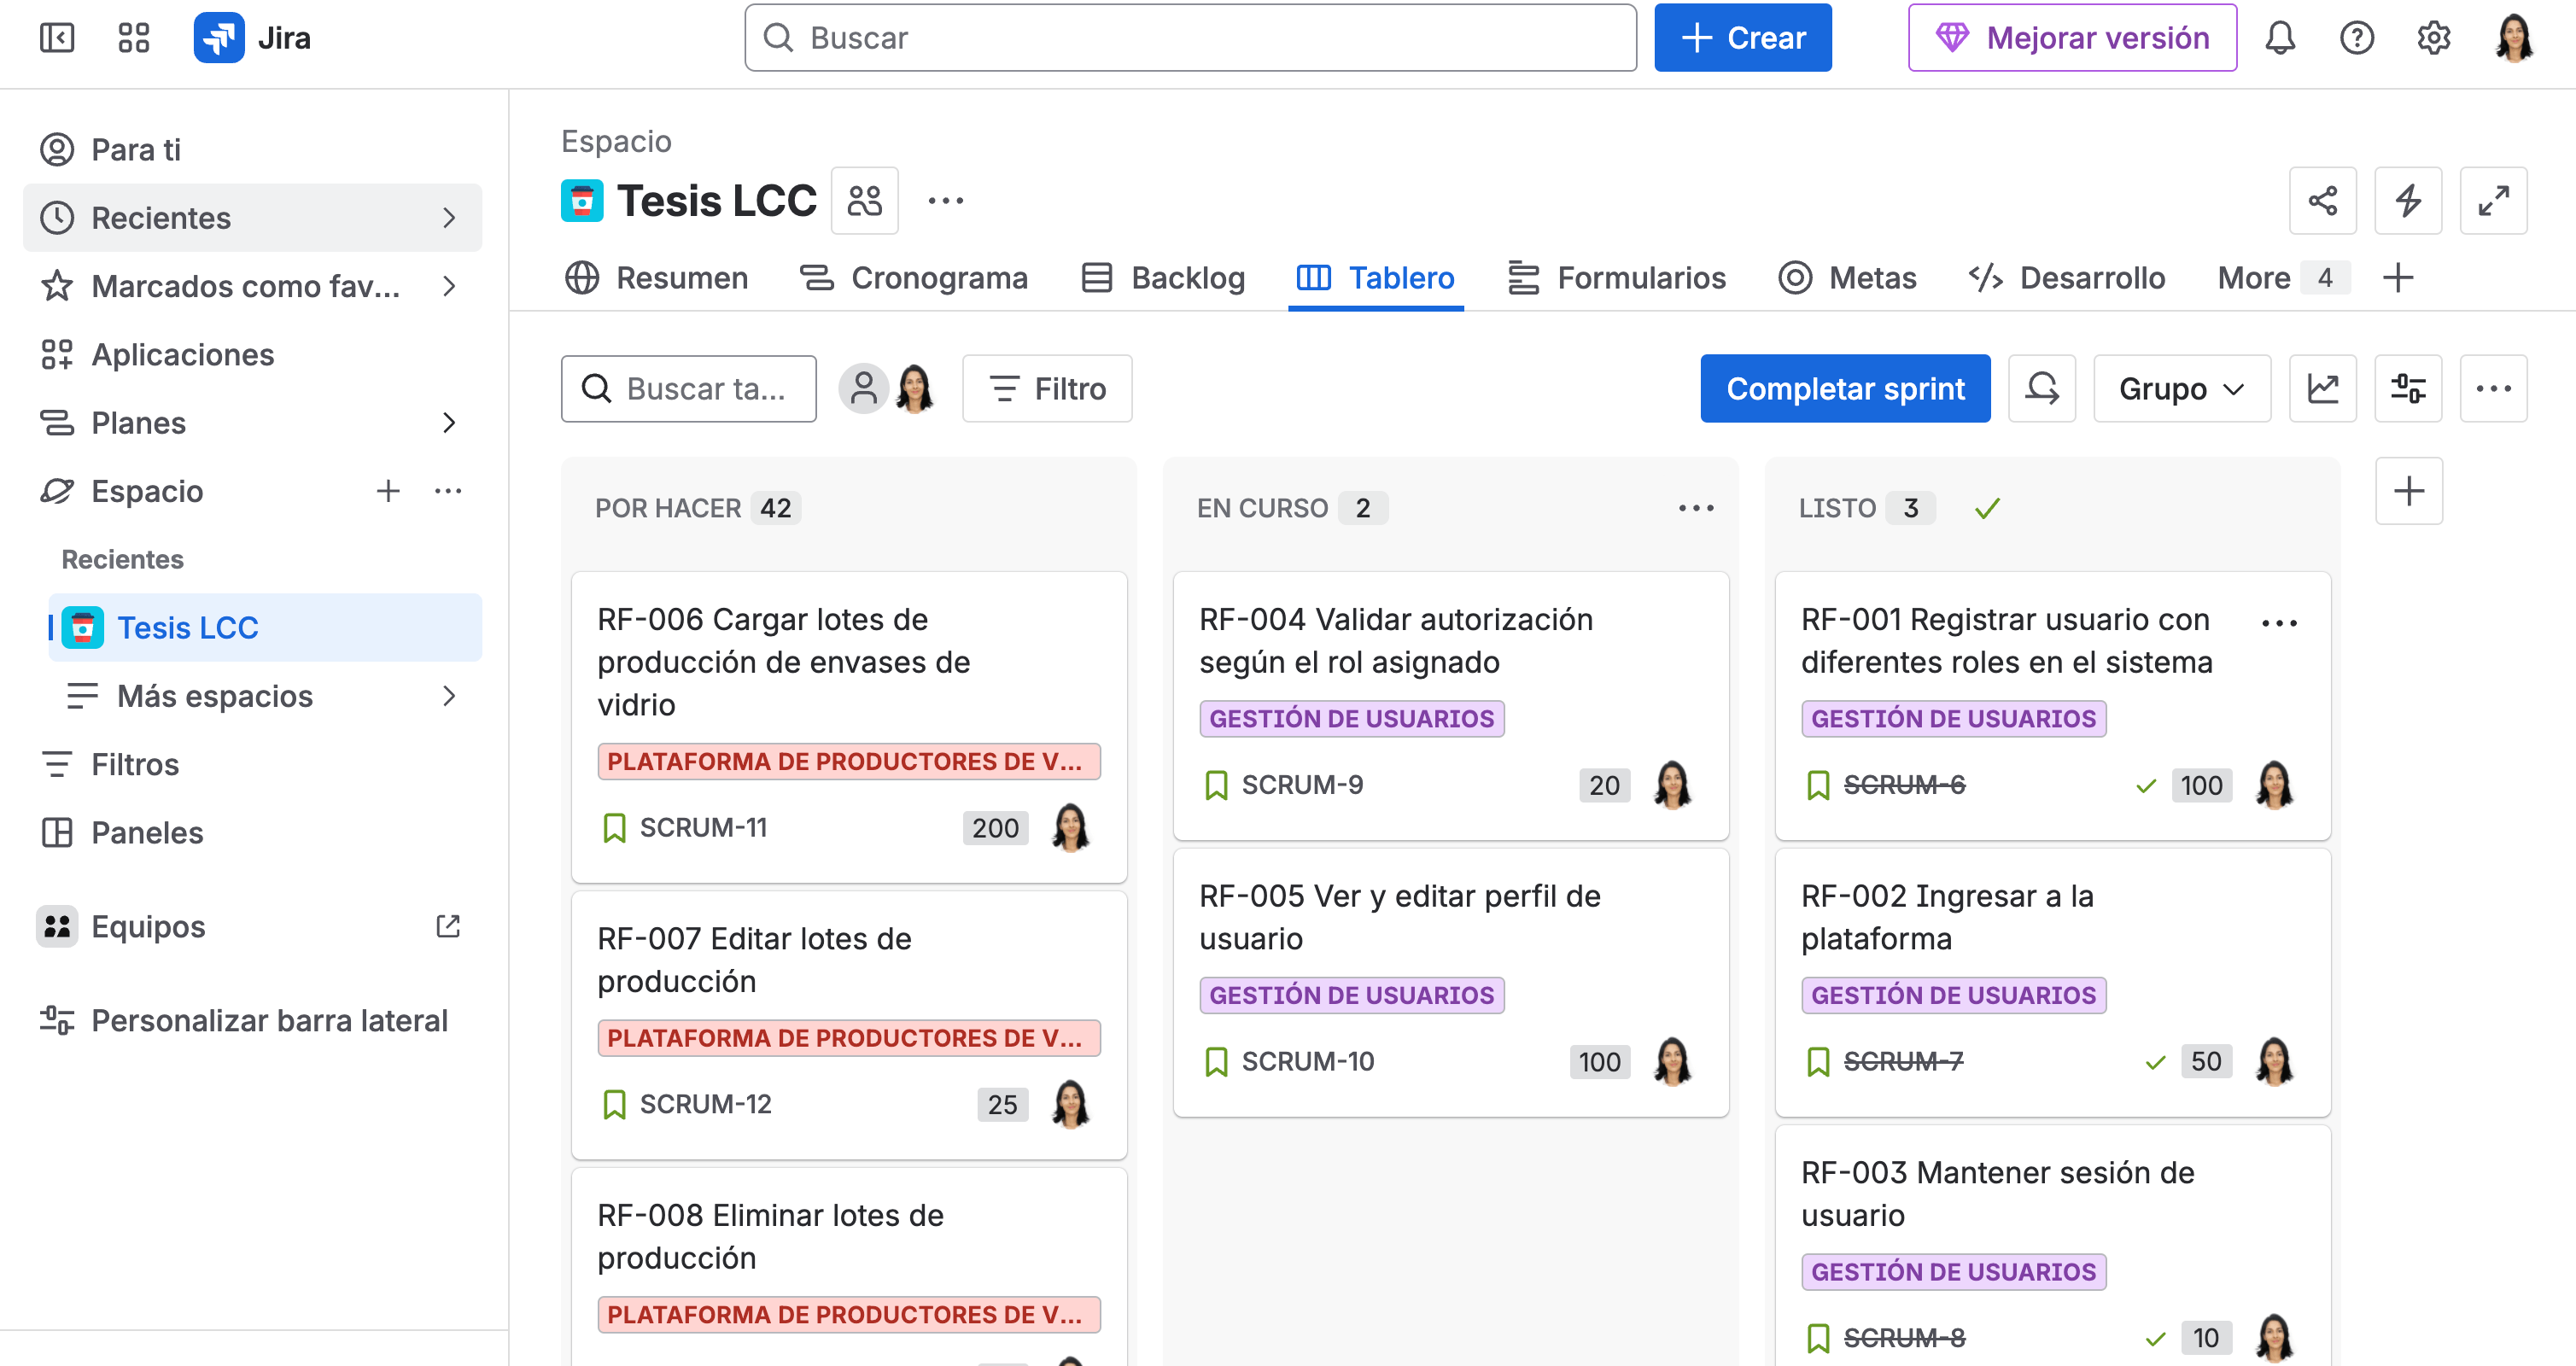 Jira
Buscar
Crear
Mejorar versión
Para ti
Recientes
Marcados como fav...
Aplicaciones
Planes
Espacio
Recientes
Tesis LCC
Más espacios
Filtros
Paneles
Equipos
Personalizar barra lateral
Espacio
Tesis LCC
Resumen
Cronograma
Backlog
Tablero
Formularios
Metas
Desarrollo
More 4
Buscar ta...
Filtro
Completar sprint
Grupo
POR HACER 42
RF-006 Cargar lotes de
producción de envases de
vidrio
PLATAFORMA DE PRODUCTORES DE V...
SCRUM-11
200
RF-007 Editar lotes de
producción
PLATAFORMA DE PRODUCTORES DE V...
SCRUM-12
25
RF-008 Eliminar lotes de
producción
PLATAFORMA DE PRODUCTORES DE V...
EN CURSO 2
RF-004 Validar autorización
según el rol asignado
GESTIÓN DE USUARIOS
SCRUM-9
20
RF-005 Ver y editar perfil de
usuario
GESTIÓN DE USUARIOS
SCRUM-10
100
LISTO 3
RF-001 Registrar usuario con
diferentes roles en el sistema
GESTIÓN DE USUARIOS
SCRUM-6
100
RF-002 Ingresar a la
plataforma
GESTIÓN DE USUARIOS
SCRUM-7
50
RF-003 Mantener sesión de
usuario
GESTIÓN DE USUARIOS
SCRUM-8
10